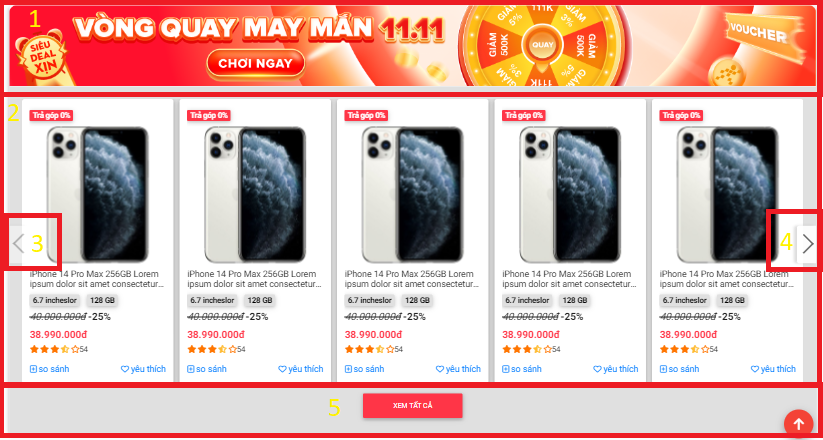 1
VÒNG QUAY MAY MẮN 11.11
SIÊU
DEAL
XỊN
CHƠI NGAY
5%
111K
GIẢM
500K
GIẢM
500K
QUAY
3%
111K
5%
VOUCHER
2
Trả góp 0%
Trả góp 0%
Trả góp 0%
Trả góp 0%
Trả góp 0%
3
4
iPhone 14 Pro Max 256GB Lorem
ipsum dolor sit amet consectetur...
6.7 incheslor 128 GB
40.000.000đ -25%
38.990.000đ
54
so sánh yêu thích
iPhone 14 Pro Max 256GB Lorem
ipsum dolor sit amet consectetur...
6.7 incheslor 128 GB
40.000.000đ -25%
38.990.000đ
54
so sánh yêu thích
iPhone 14 Pro Max 256GB Lorem
ipsum dolor sit amet consectetur...
6.7 incheslor 128 GB
40.000.000đ -25%
38.990.000đ
54
so sánh yêu thích
iPhone 14 Pro Max 256GB Lorem
ipsum dolor sit amet consectetur...
6.7 incheslor 128 GB
40.000.000đ -25%
38.990.000đ
54
so sánh yêu thích
iPhone 14 Pro Max 256GB Lorem
ipsum dolor sit amet consectetur...
6.7 incheslor 128 GB
40.000.000đ -25%
38.990.000đ
54
so sánh yêu thích
5
XEM TẤT CẢ